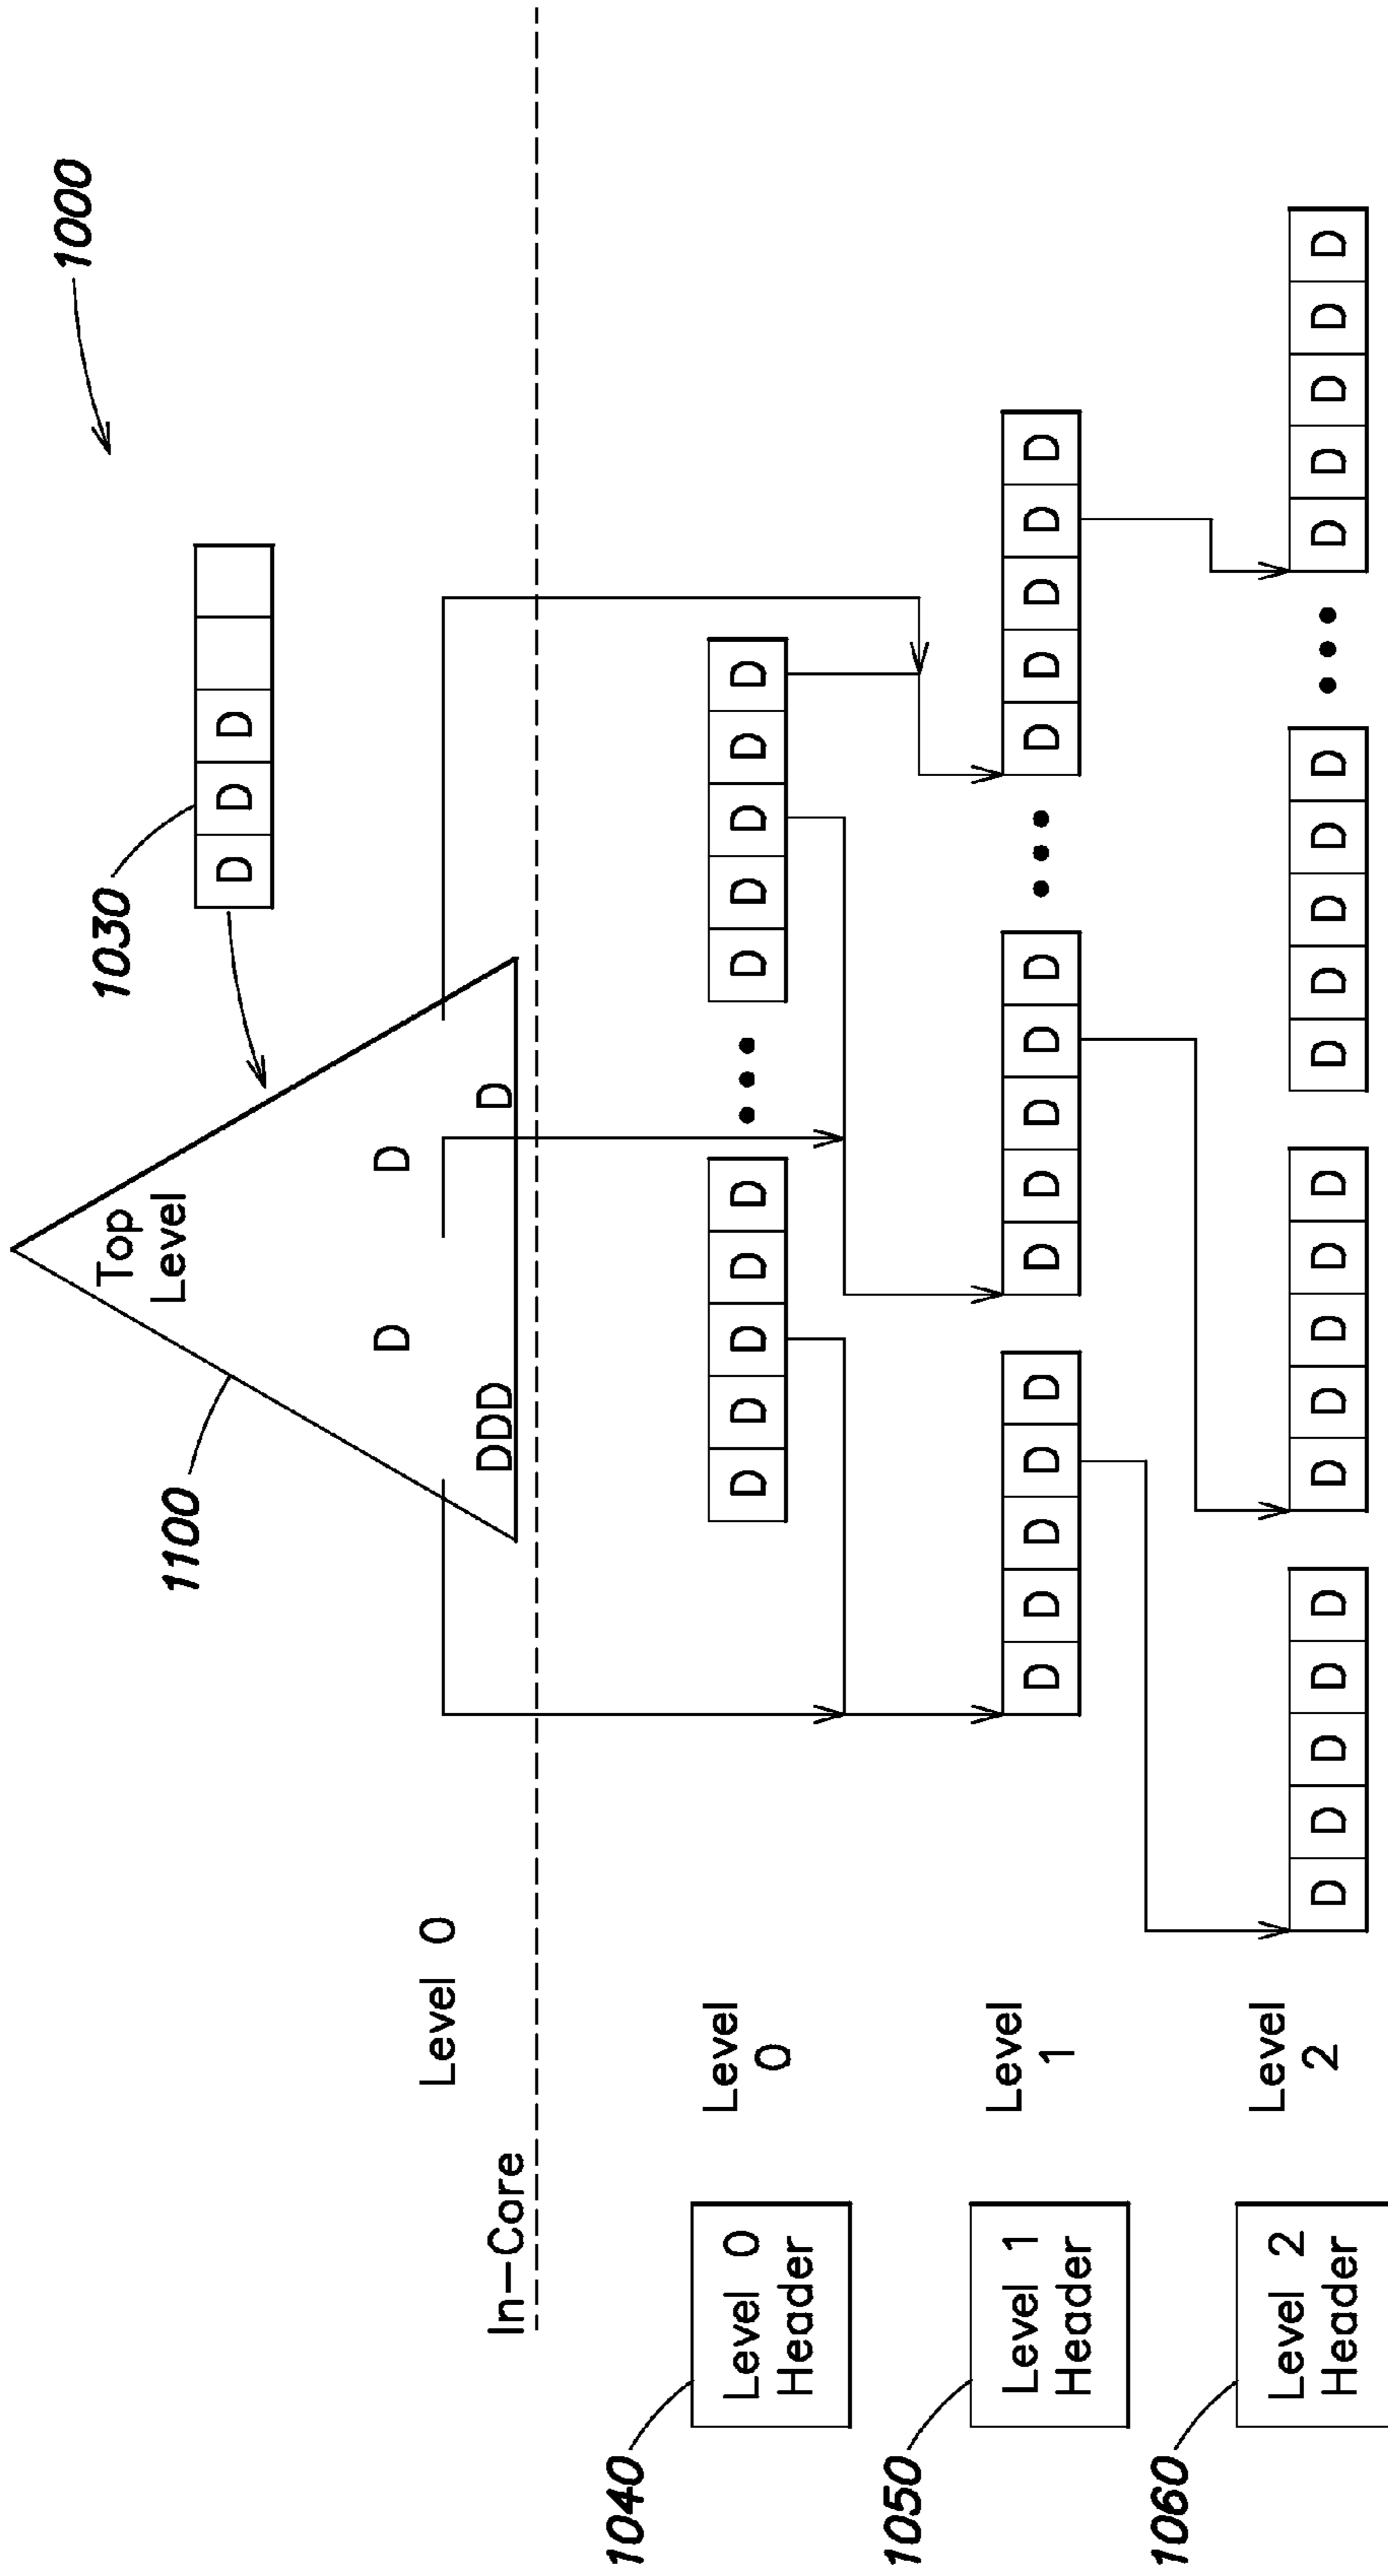 1000
1030
Top
Level
1100
D D D
D D
Level 0
DDD D
In-Core
1040
Level 0
Header
Level
0
D D D D D ••• D D D D D
1050
Level 1
Header
Level
1
D D D D D D D D D D ••• D D D D D
1060
Level 2
Header
Level
2
D D D D D D D D D D D D D D D ••• D D D D D